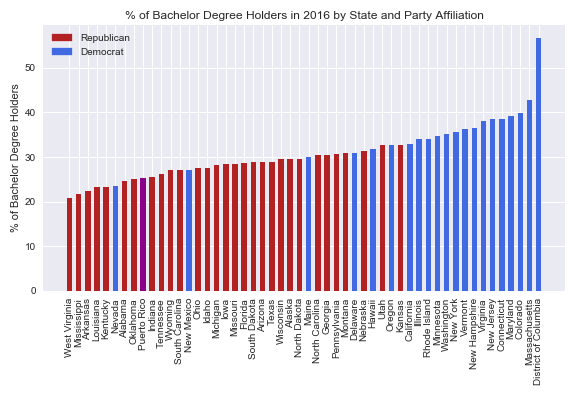 % of Bachelor Degree Holders in 2016 by State and Party Affiliation
Republican
Democrat
% of Bachelor Degree Holders
50
40
30
20
10
0
West Virginia
Mississippi
Arkansas
Louisiana
Kentucky
Nevada
Alabama
Oklahoma
Puerto Rico
Indiana
Tennessee
Wyoming
South Carolina
New Mexico
Ohio
Idaho
Michigan
Iowa
Missouri
Florida
South Dakota
Arizona
Texas
Wisconsin
Alaska
North Dakota
Maine
North Carolina
Georgia
Pennsylvania
Montana
Delaware
Nebraska
Hawaii
Utah
Oregon
Kansas
California
Illinois
Rhode Island
Minnesota
Washington
New York
Vermont
New Hampshire
Virginia
New Jersey
Connecticut
Maryland
Colorado
Massachusetts
District of Columbia